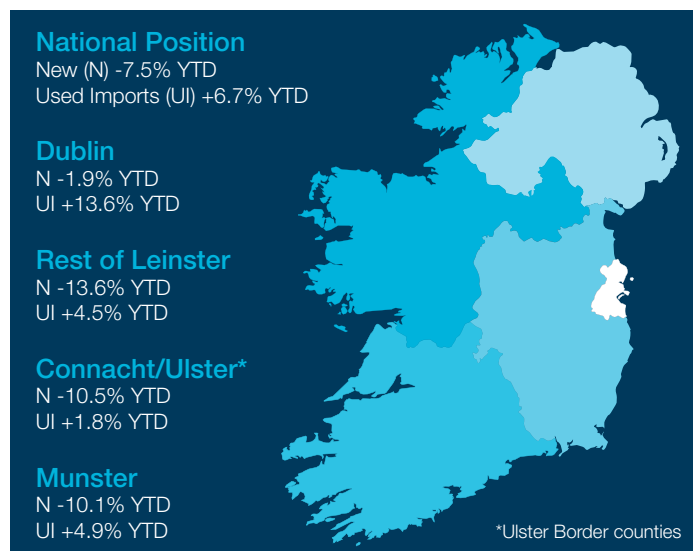 National Position
New (N) -7.5% YTD
Used Imports (UI) +6.7% YTD
Dublin
N -1.9% YTD
UI +13.6% YTD
Rest of Leinster
N -13.6% YTD
UI +4.5% YTD
Connacht/Ulster*
N -10.5% YTD
UI +1.8% YTD
Munster
N -10.1% YTD
UI +4.9% YTD
*Ulster Border counties